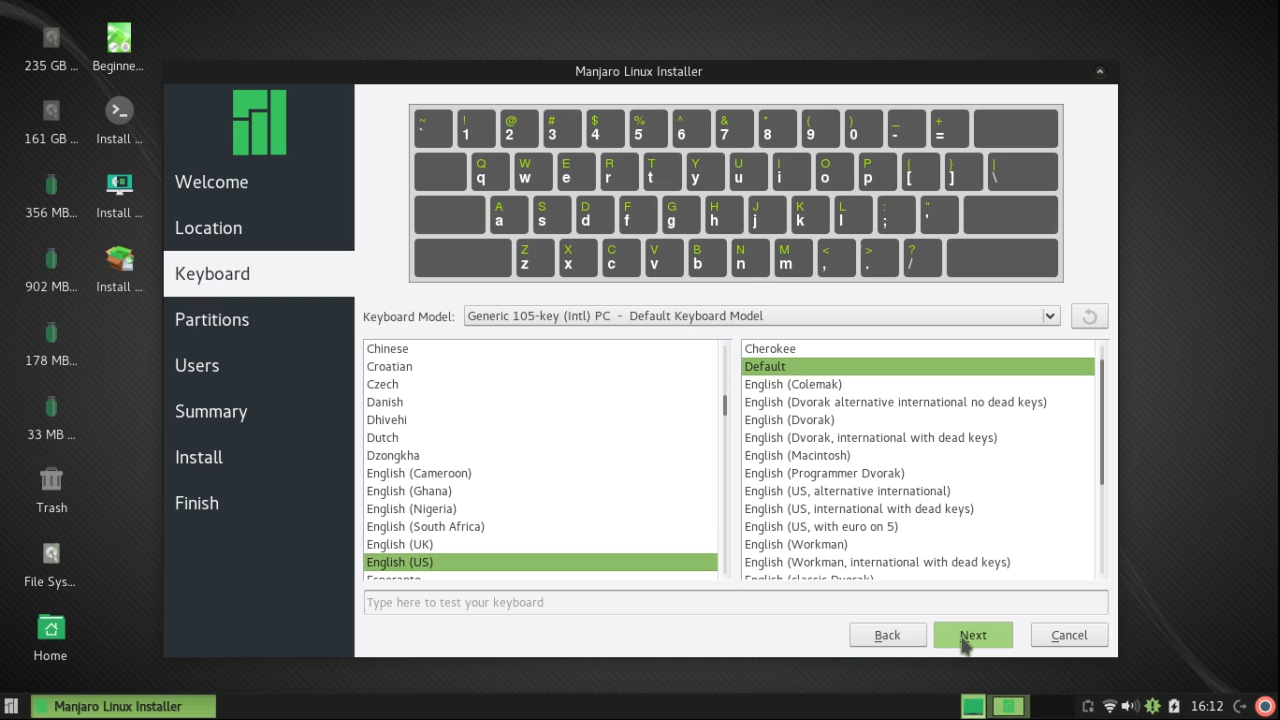 235 GB ...
Beginne...
161 GB ...
Install ...
356 MB...
Install ...
902 MB...
Install ...
178 MB...
33 MB ...
Trash
File Sys...
Home
Manjaro Linux Installer
Welcome
Location
Keyboard
Partitions
Users
Summary
Install
Finish
~ ! @ # $ % ^ & * ( ) _ +
` 1 2 3 4 5 6 7 8 9 0 - =
Q W E R T Y U I O P { } |
q w e r t y u i o p [ ] \
A S D F G H J K L : "
a s d f g h j k l ; '
Z X C V B N M < > ?
z x c v b n m , . /
Keyboard Model: Generic 105-key (Intl) PC  -  Default Keyboard Model
Chinese
Croatian
Czech
Danish
Dhivehi
Dutch
Dzongkha
English (Cameroon)
English (Ghana)
English (Nigeria)
English (South Africa)
English (UK)
English (US)
Esperanto
Cherokee
Default
English (Colemak)
English (Dvorak alternative international no dead keys)
English (Dvorak)
English (Dvorak, international with dead keys)
English (Macintosh)
English (Programmer Dvorak)
English (US, alternative international)
English (US, international with dead keys)
English (US, with euro on 5)
English (Workman)
English (Workman, international with dead keys)
English (classic Dvorak)
Type here to test your keyboard
Back
Next
Cancel
Manjaro Linux Installer
16:12